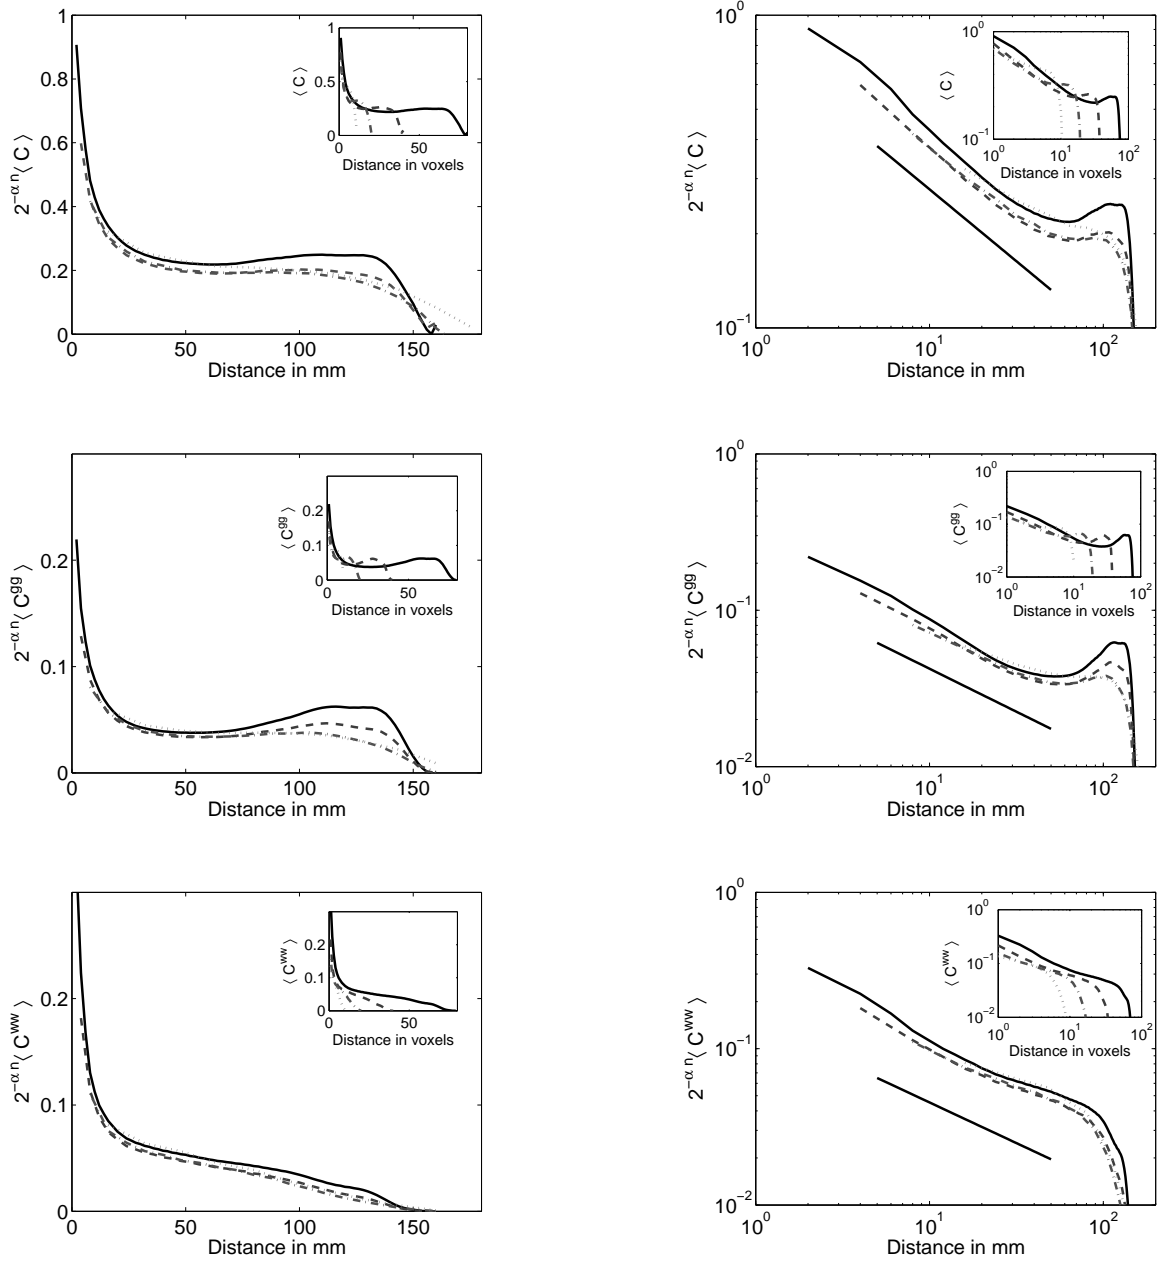 1
0.8
0.6
0.4
0.2
0
0 50 100 150
Distance in mm
2^{-α n}⟨ C ⟩
1
0.5
0
0 50
Distance in voxels
⟨ C ⟩
10^0
10^{-1}
10^0 10^1 10^2
Distance in mm
2^{-α n}⟨ C ⟩
10^0
10^{-1}
10^0 10^1 10^2
Distance in voxels
⟨ C ⟩
0.2
0.1
0
0 50 100 150
Distance in mm
2^{-α n}⟨ C^{gg} ⟩
0.2
0.1
0
0 50
Distance in voxels
⟨ C^{gg} ⟩
10^0
10^{-1}
10^{-2}
10^0 10^1 10^2
Distance in mm
2^{-α n}⟨ C^{gg} ⟩
10^0
10^{-1}
10^{-2}
10^0 10^1 10^2
Distance in voxels
⟨ C^{gg} ⟩
0.2
0.1
0
0 50 100 150
Distance in mm
2^{-α n}⟨ C^{ww} ⟩
0.2
0.1
0
0 50
Distance in voxels
⟨ C^{ww} ⟩
10^0
10^{-1}
10^{-2}
10^0 10^1 10^2
Distance in mm
2^{-α n}⟨ C^{ww} ⟩
10^0
10^{-1}
10^{-2}
10^0 10^1 10^2
Distance in voxels
⟨ C^{ww} ⟩